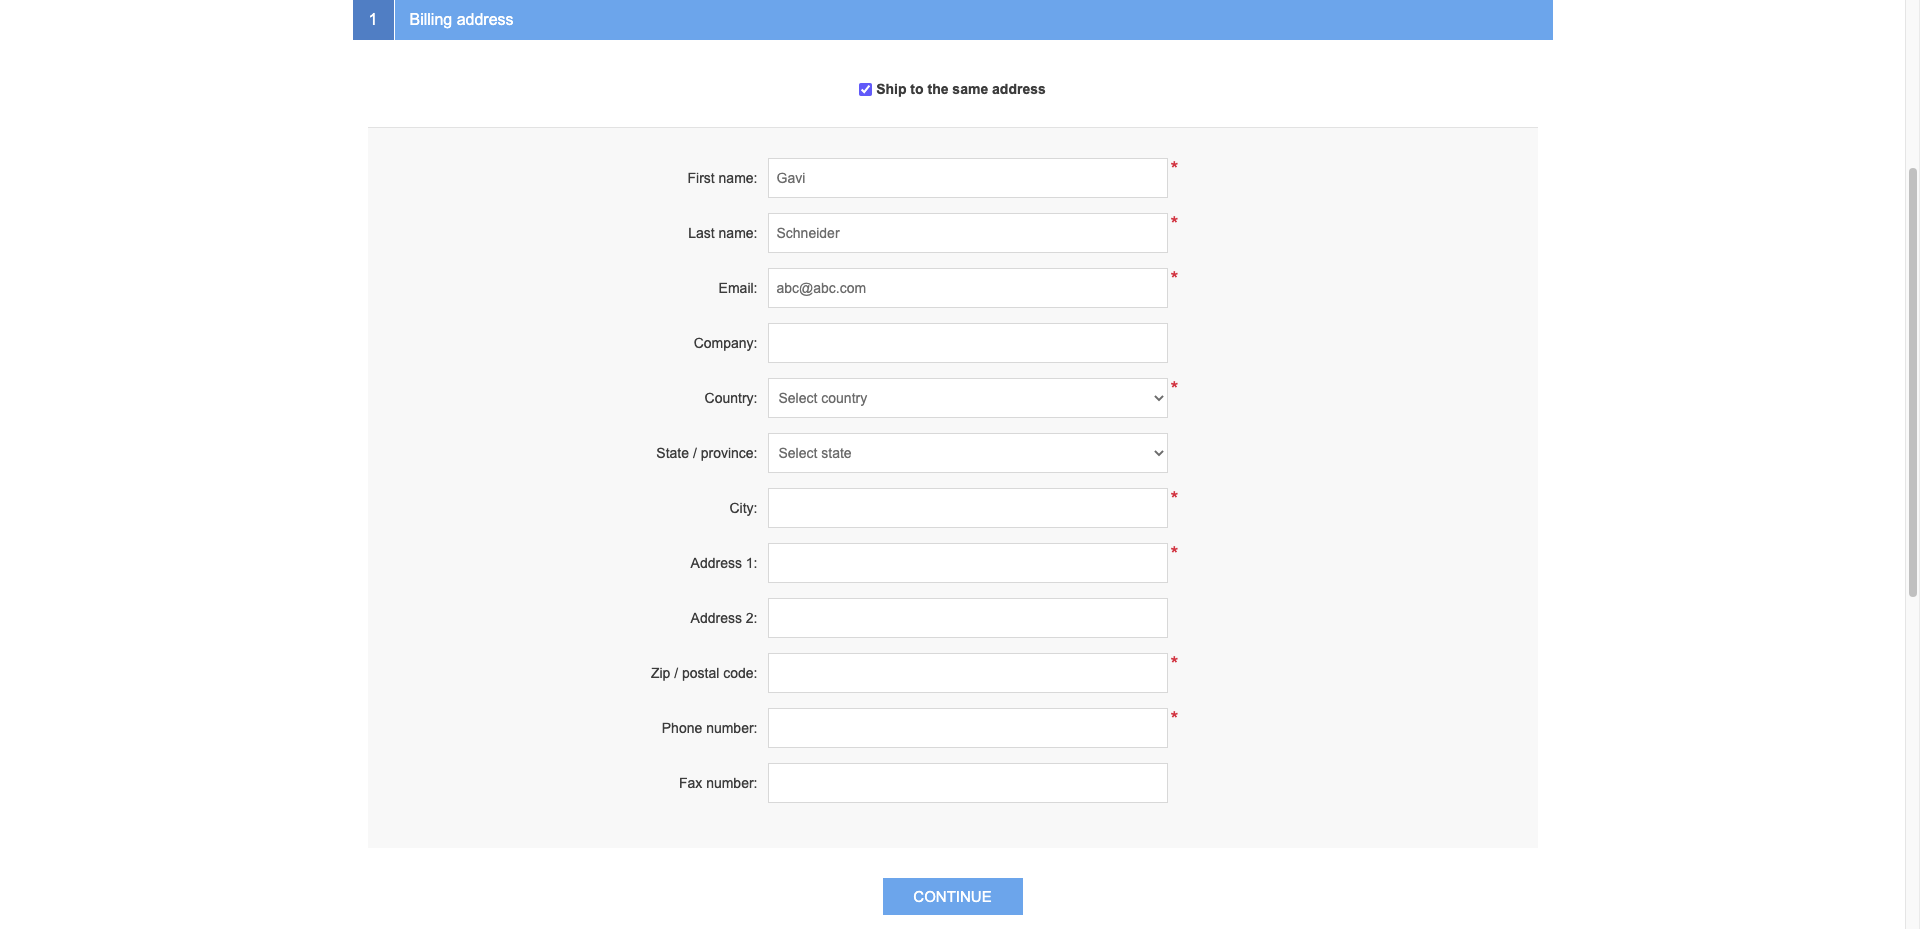 1 Billing address
Ship to the same address
First name: Gavi *
Last name: Schneider *
Email: abc@abc.com *
Company:
Country: Select country *
State / province: Select state
City: *
Address 1: *
Address 2:
Zip / postal code: *
Phone number: *
Fax number:
CONTINUE